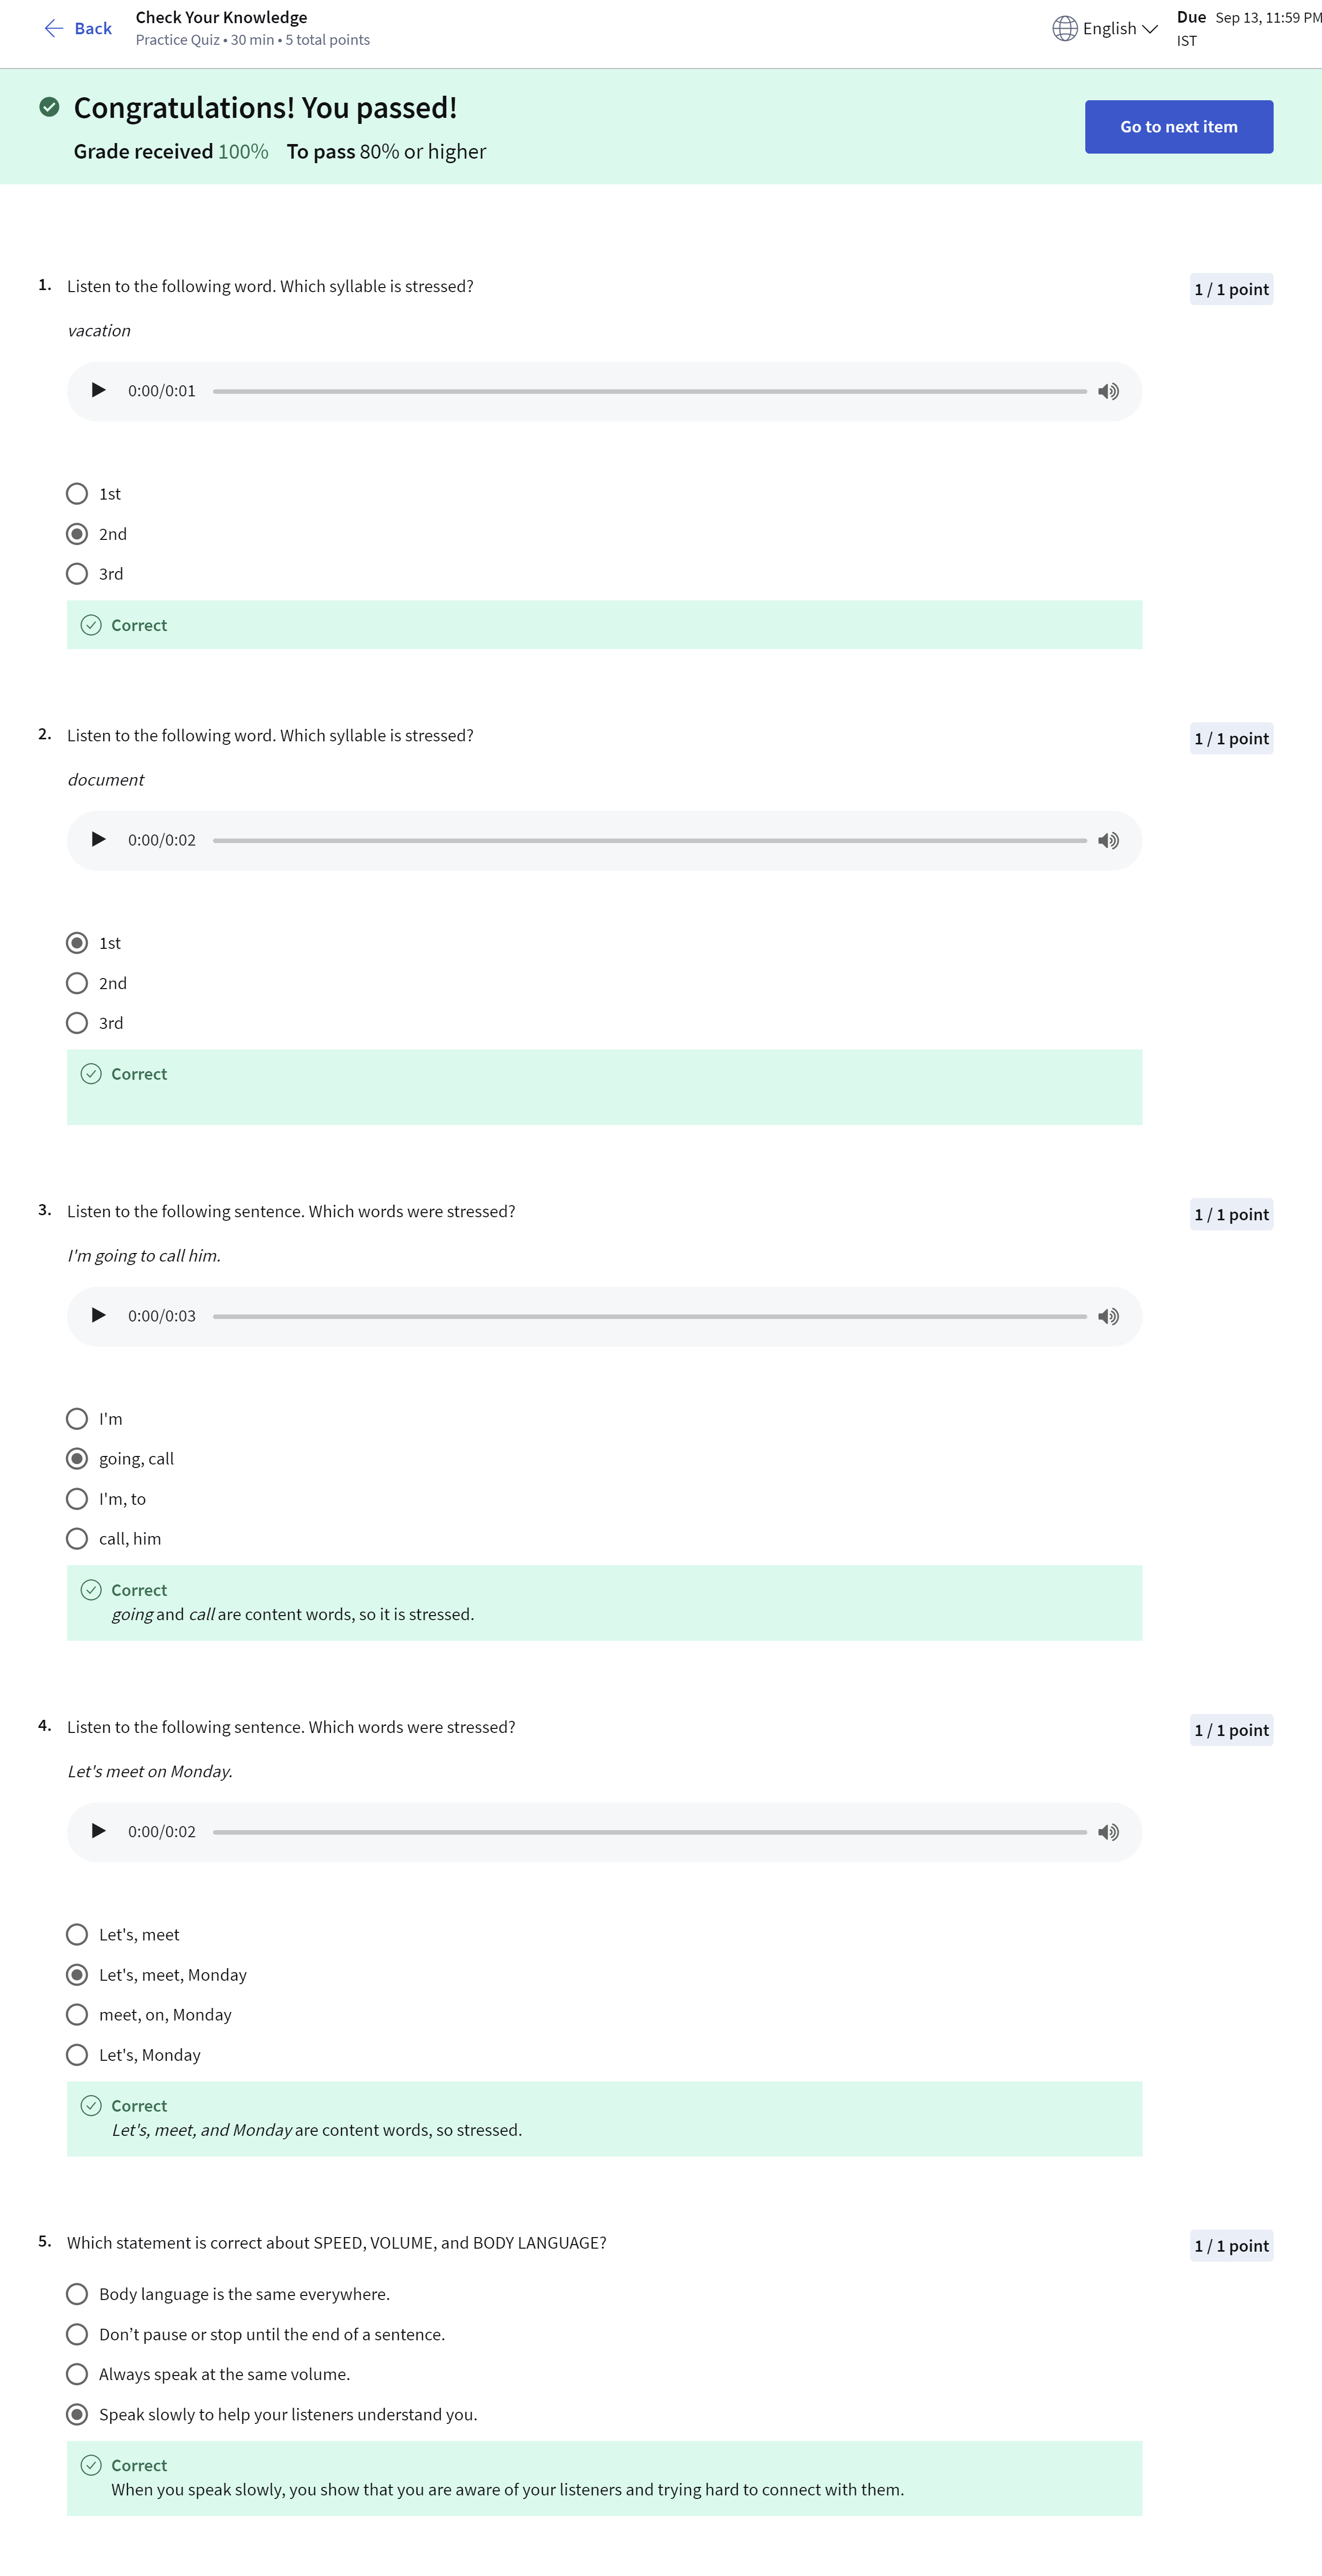 Back
Check Your Knowledge
Practice Quiz • 30 min • 5 total points
English
Due Sep 13, 11:59 PM
IST
Congratulations! You passed!
Grade received 100% To pass 80% or higher
Go to next item
1. Listen to the following word. Which syllable is stressed?
1 / 1 point
vacation
0:00/0:01
1st
2nd
3rd
Correct
2. Listen to the following word. Which syllable is stressed?
1 / 1 point
document
0:00/0:02
1st
2nd
3rd
Correct
3. Listen to the following sentence. Which words were stressed?
1 / 1 point
I'm going to call him.
0:00/0:03
I'm
going, call
I'm, to
call, him
Correct
going and call are content words, so it is stressed.
4. Listen to the following sentence. Which words were stressed?
1 / 1 point
Let's meet on Monday.
0:00/0:02
Let's, meet
Let's, meet, Monday
meet, on, Monday
Let's, Monday
Correct
Let's, meet, and Monday are content words, so stressed.
5. Which statement is correct about SPEED, VOLUME, and BODY LANGUAGE?
1 / 1 point
Body language is the same everywhere.
Don’t pause or stop until the end of a sentence.
Always speak at the same volume.
Speak slowly to help your listeners understand you.
Correct
When you speak slowly, you show that you are aware of your listeners and trying hard to connect with them.